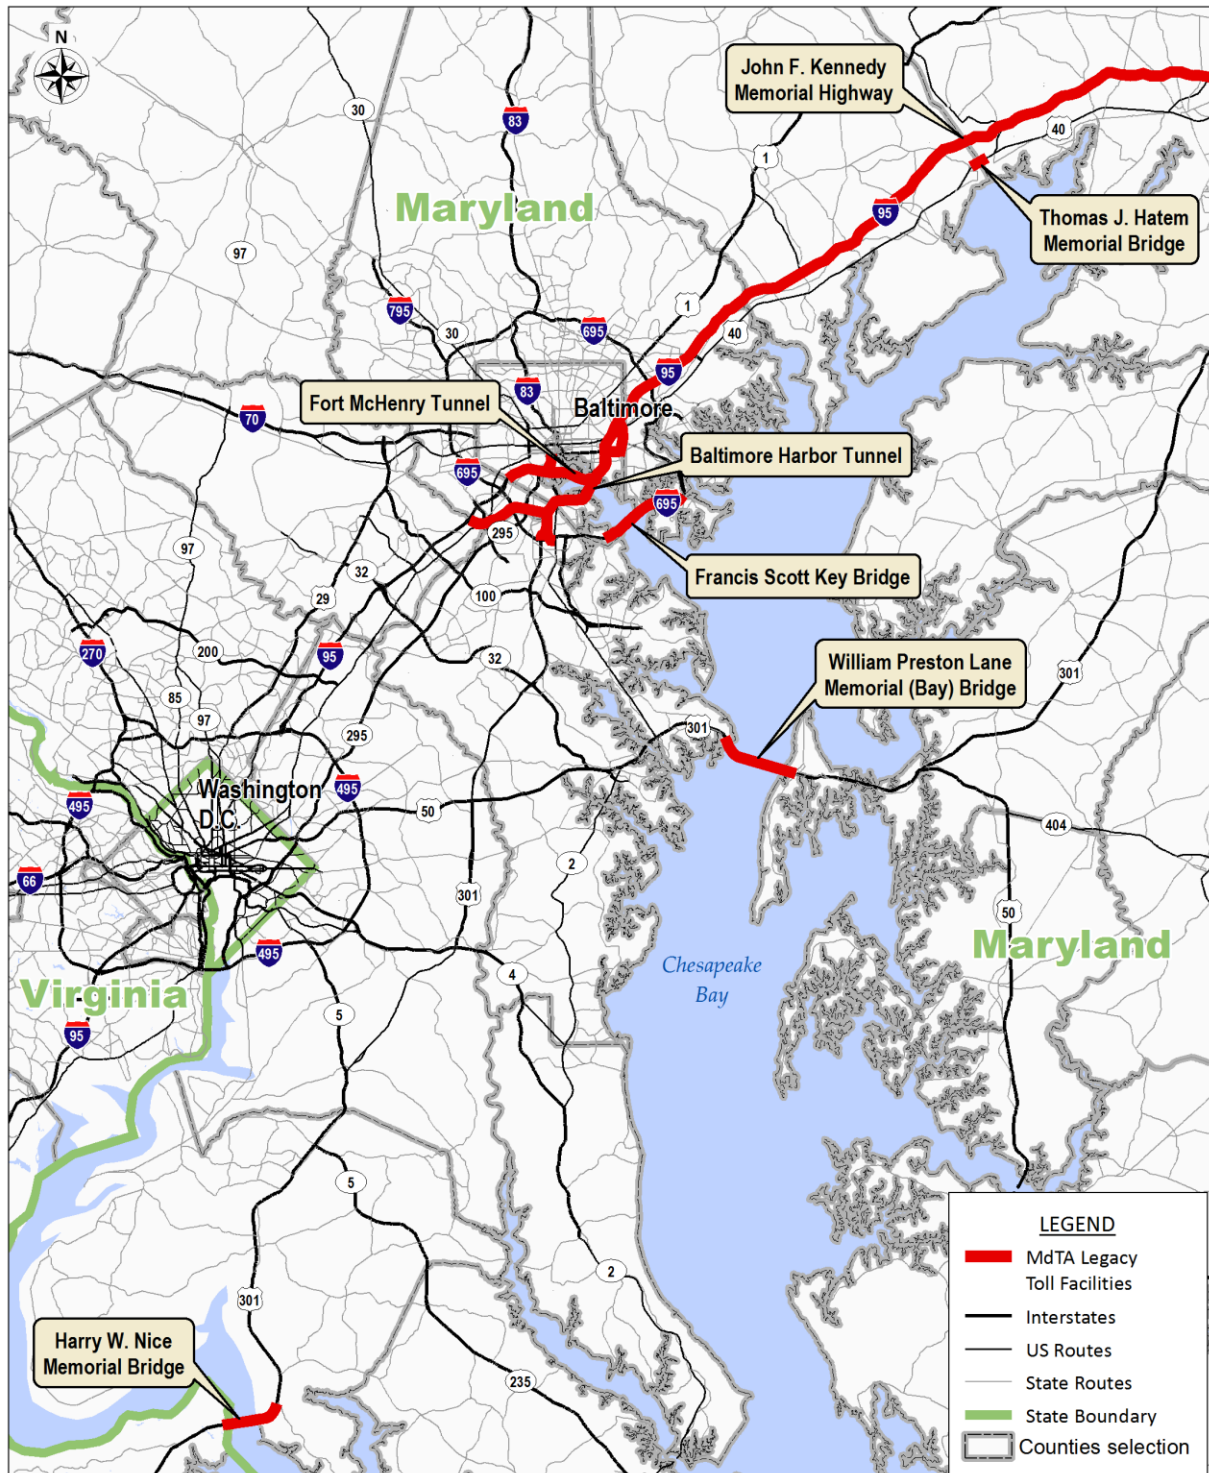 N
John F. Kennedy
Memorial Highway
30
83
1
40
Maryland
95
Thomas J. Hatem
Memorial Bridge
97
795
30
695
1
40
95
83
Fort McHenry Tunnel
Baltimore
70
695
Baltimore Harbor Tunnel
695
295
Francis Scott Key Bridge
97
32
29
100
200
95
270
32
William Preston Lane
Memorial (Bay) Bridge
301
85
97
295
301
Washington
D.C.
495
495
50
404
66
2
301
50
495
Maryland
4
Chesapeake
Bay
Virginia
95
5
5
2
301
Harry W. Nice
Memorial Bridge
235
LEGEND
MdTA Legacy
Toll Facilities
Interstates
US Routes
State Routes
State Boundary
Counties selection